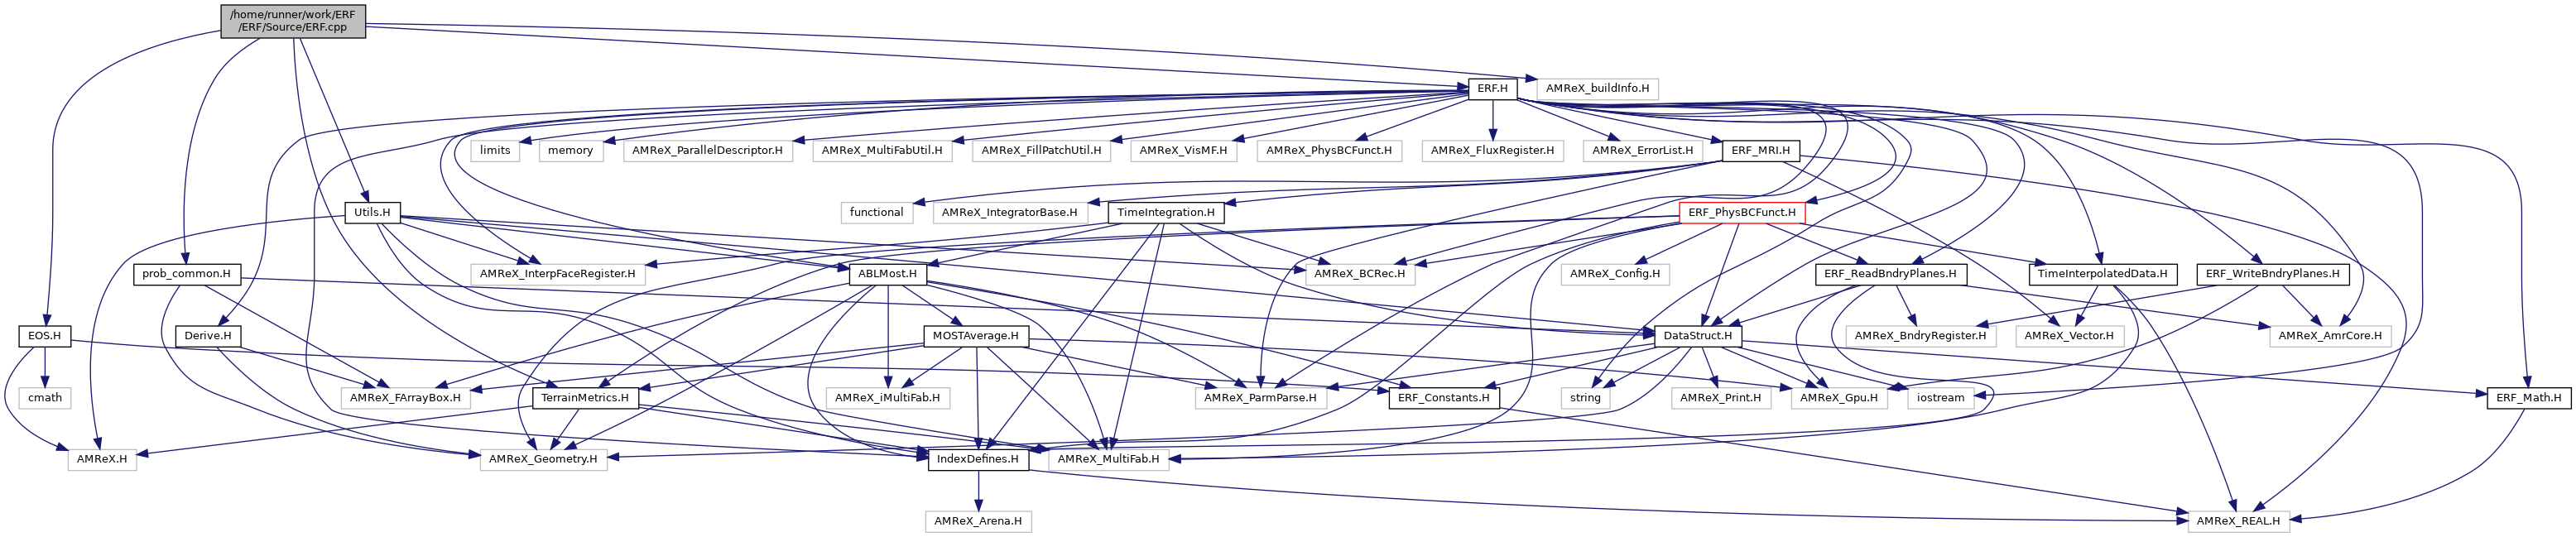 /home/runner/work/ERF
/ERF/Source/ERF.cpp
ERF.H
AMReX_buildInfo.H
limits
memory
AMReX_ParallelDescriptor.H
AMReX_MultiFabUtil.H
AMReX_FillPatchUtil.H
AMReX_VisMF.H
AMReX_PhysBCFunct.H
AMReX_FluxRegister.H
AMReX_ErrorList.H
ERF_MRI.H
Utils.H
functional
AMReX_IntegratorBase.H
TimeIntegration.H
ERF_PhysBCFunct.H
prob_common.H
AMReX_InterpFaceRegister.H
ABLMost.H
AMReX_BCRec.H
AMReX_Config.H
ERF_ReadBndryPlanes.H
TimeInterpolatedData.H
ERF_WriteBndryPlanes.H
EOS.H
Derive.H
MOSTAverage.H
DataStruct.H
AMReX_BndryRegister.H
AMReX_Vector.H
AMReX_AmrCore.H
cmath
AMReX_FArrayBox.H
TerrainMetrics.H
AMReX_iMultiFab.H
AMReX_ParmParse.H
ERF_Constants.H
string
AMReX_Print.H
AMReX_Gpu.H
iostream
ERF_Math.H
AMReX.H
AMReX_Geometry.H
IndexDefines.H
AMReX_MultiFab.H
AMReX_Arena.H
AMReX_REAL.H